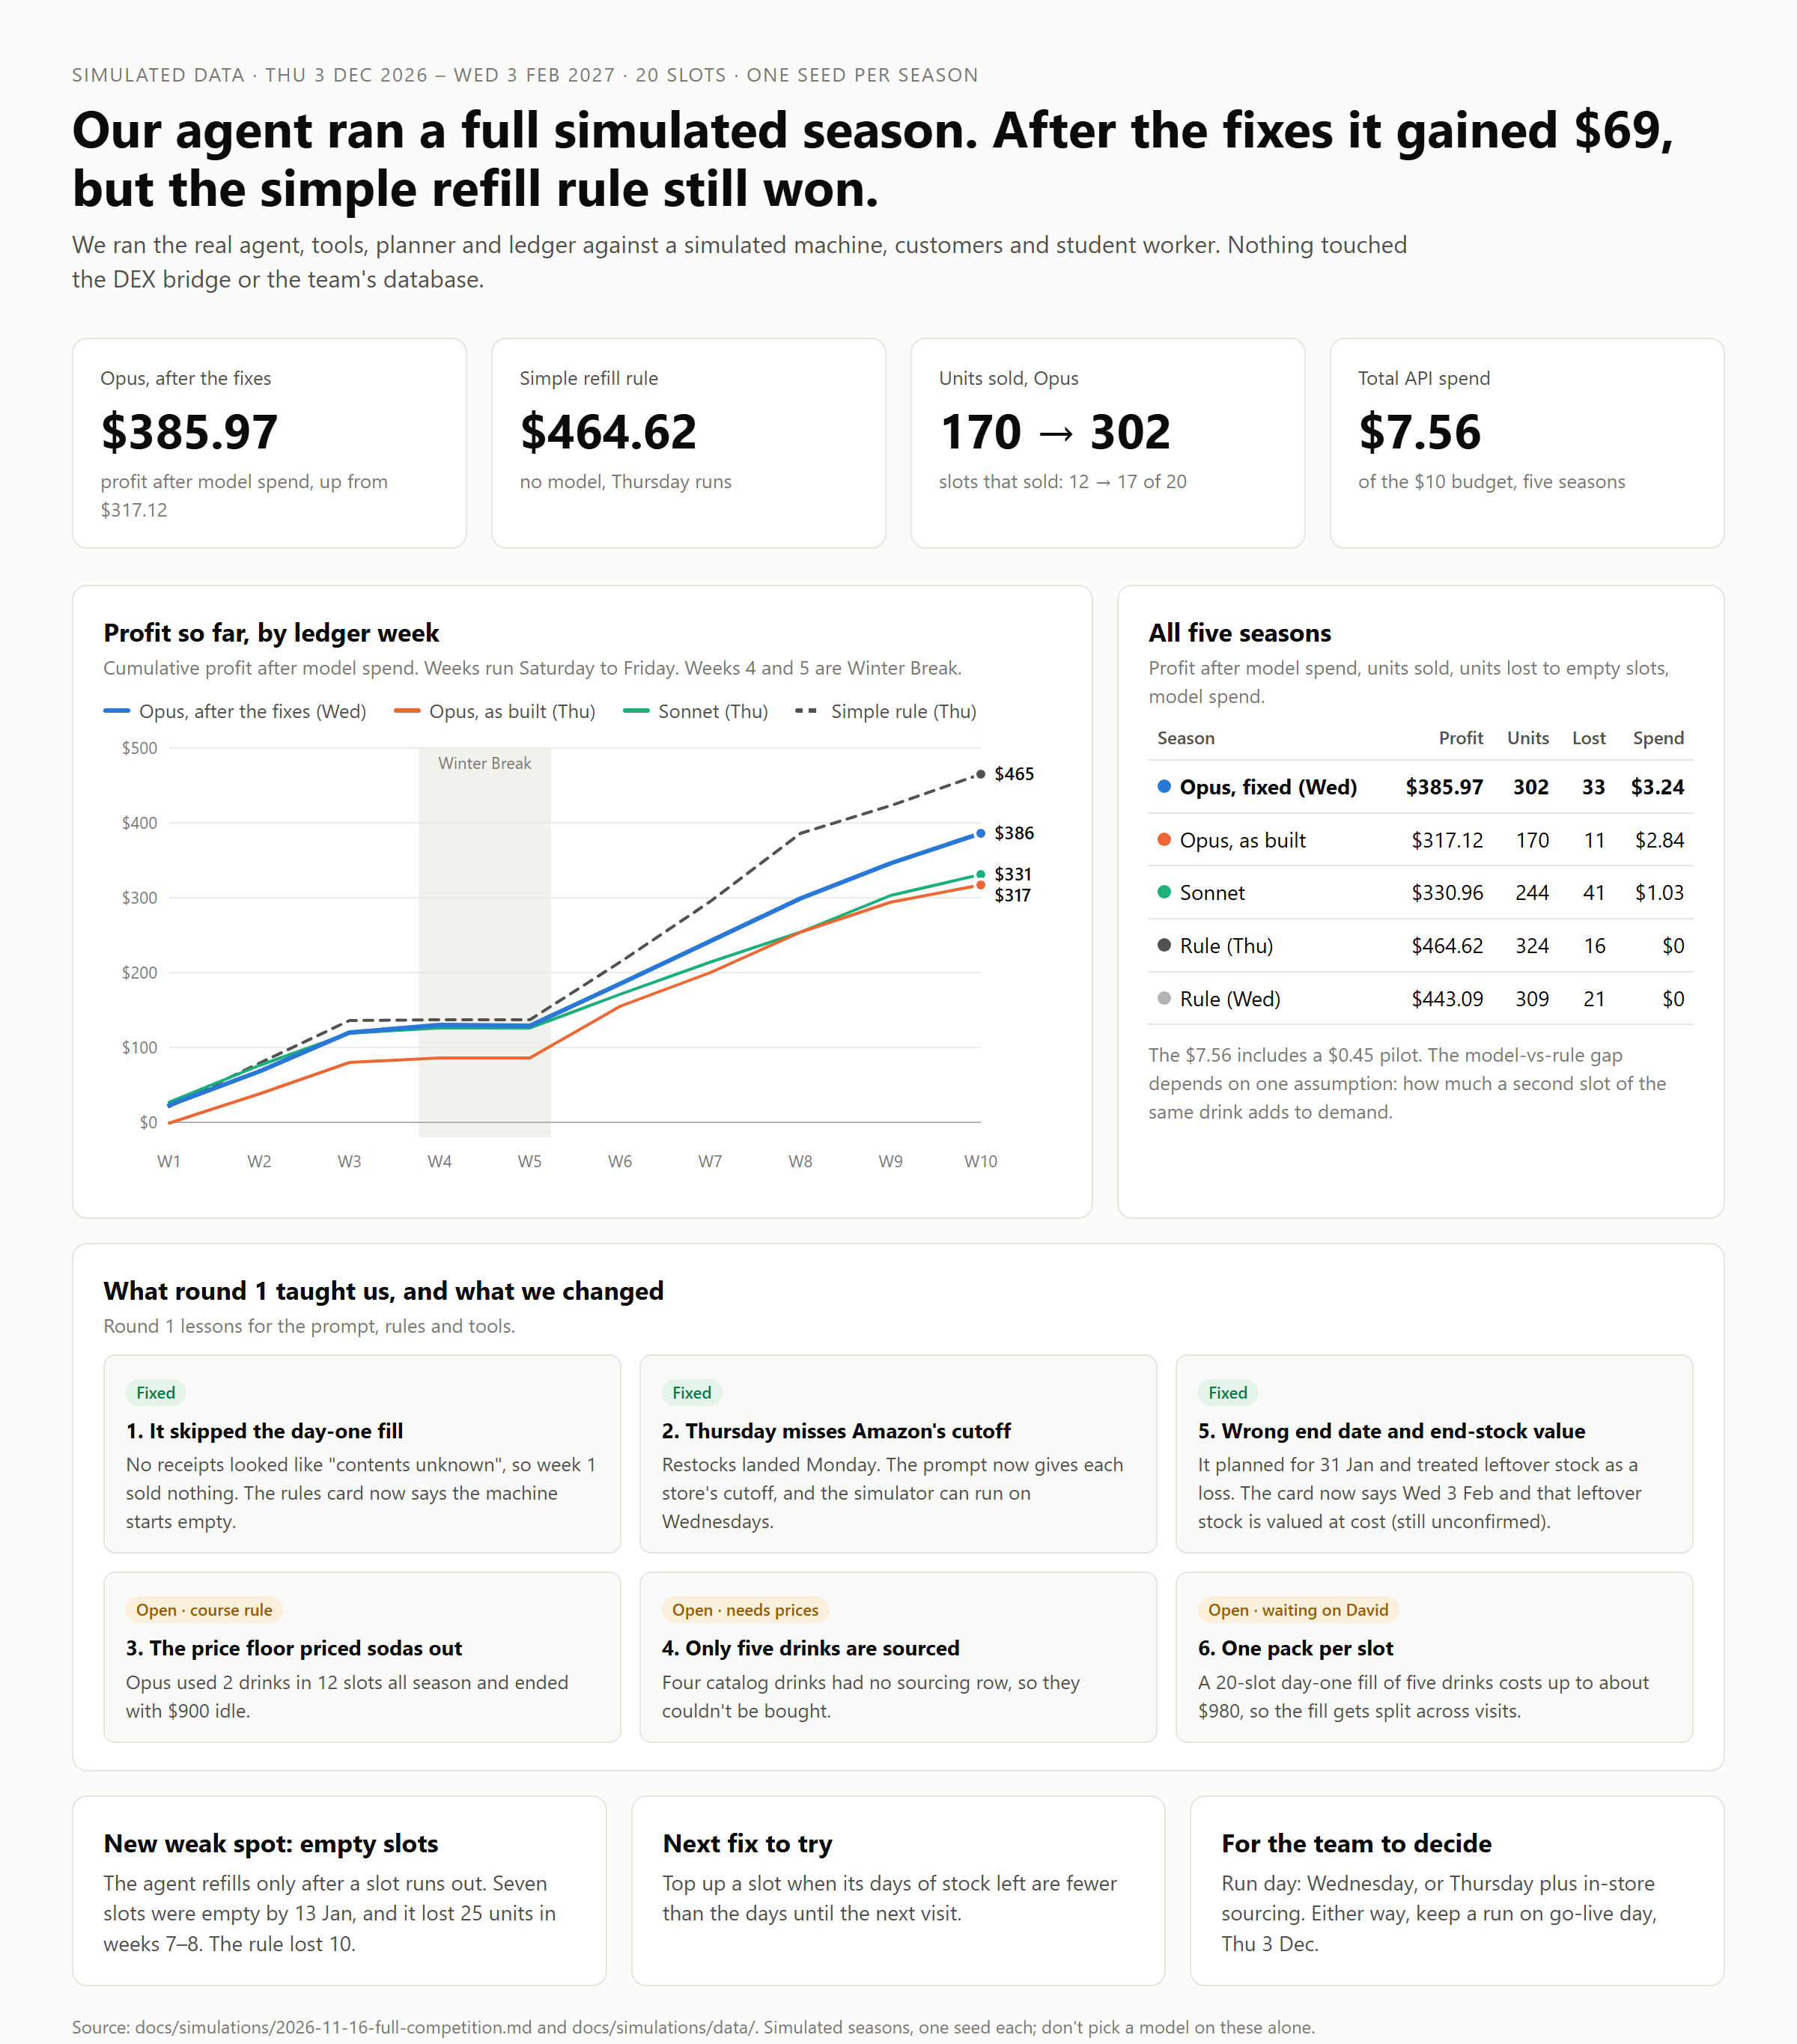 SIMULATED DATA · THU 3 DEC 2026 – WED 3 FEB 2027 · 20 SLOTS · ONE SEED PER SEASON
Our agent ran a full simulated season. After the fixes it gained $69,
but the simple refill rule still won.
We ran the real agent, tools, planner and ledger against a simulated machine, customers and student worker. Nothing touched
the DEX bridge or the team's database.
Opus, after the fixes
$385.97
profit after model spend, up from
$317.12
Simple refill rule
$464.62
no model, Thursday runs
Units sold, Opus
170 → 302
slots that sold: 12 → 17 of 20
Total API spend
$7.56
of the $10 budget, five seasons
Profit so far, by ledger week
Cumulative profit after model spend. Weeks run Saturday to Friday. Weeks 4 and 5 are Winter Break.
Opus, after the fixes (Wed) Opus, as built (Thu) Sonnet (Thu) Simple rule (Thu)
$500
Winter Break
$465
$400
$386
$331
$300
$317
$200
$100
$0
W1 W2 W3 W4 W5 W6 W7 W8 W9 W10
All five seasons
Profit after model spend, units sold, units lost to empty slots,
model spend.
Season Profit Units Lost Spend
Opus, fixed (Wed) $385.97 302 33 $3.24
Opus, as built $317.12 170 11 $2.84
Sonnet $330.96 244 41 $1.03
Rule (Thu) $464.62 324 16 $0
Rule (Wed) $443.09 309 21 $0
The $7.56 includes a $0.45 pilot. The model-vs-rule gap
depends on one assumption: how much a second slot of the
same drink adds to demand.
What round 1 taught us, and what we changed
Round 1 lessons for the prompt, rules and tools.
Fixed
1. It skipped the day-one fill
No receipts looked like "contents unknown", so week 1
sold nothing. The rules card now says the machine
starts empty.
Fixed
2. Thursday misses Amazon's cutoff
Restocks landed Monday. The prompt now gives each
store's cutoff, and the simulator can run on
Wednesdays.
Fixed
5. Wrong end date and end-stock value
It planned for 31 Jan and treated leftover stock as a
loss. The card now says Wed 3 Feb and that leftover
stock is valued at cost (still unconfirmed).
Open · course rule
3. The price floor priced sodas out
Opus used 2 drinks in 12 slots all season and ended
with $900 idle.
Open · needs prices
4. Only five drinks are sourced
Four catalog drinks had no sourcing row, so they
couldn't be bought.
Open · waiting on David
6. One pack per slot
A 20-slot day-one fill of five drinks costs up to about
$980, so the fill gets split across visits.
New weak spot: empty slots
The agent refills only after a slot runs out. Seven
slots were empty by 13 Jan, and it lost 25 units in
weeks 7–8. The rule lost 10.
Next fix to try
Top up a slot when its days of stock left are fewer
than the days until the next visit.
For the team to decide
Run day: Wednesday, or Thursday plus in-store
sourcing. Either way, keep a run on go-live day,
Thu 3 Dec.
Source: docs/simulations/2026-11-16-full-competition.md and docs/simulations/data/. Simulated seasons, one seed each; don't pick a model on these alone.